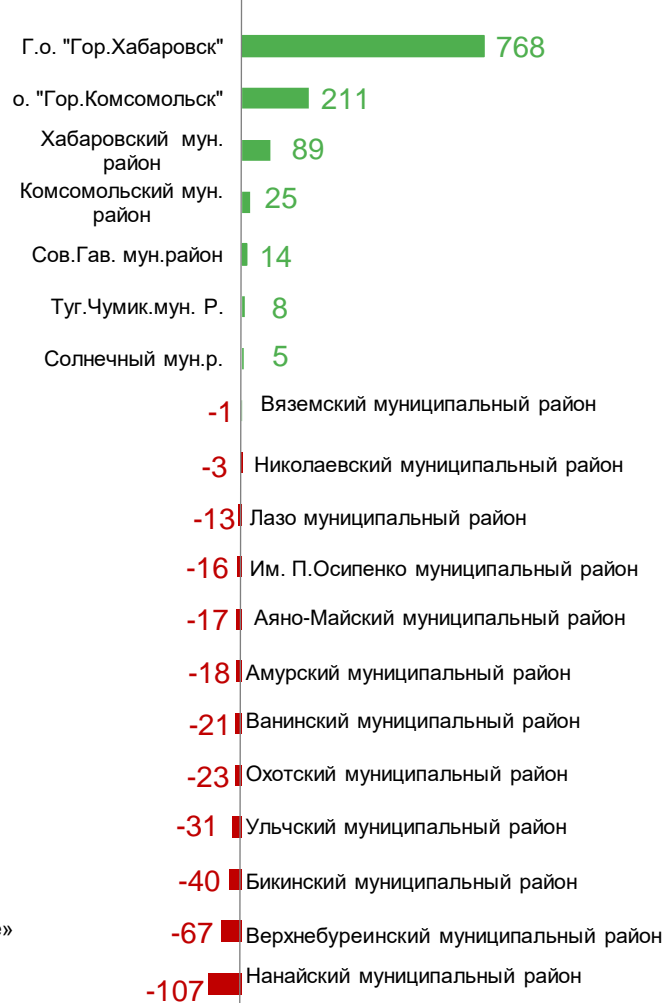 Г.о. "Гор.Хабаровск"
768
о. "Гор.Комсомольск"
211
Хабаровский мун.
район
89
Комсомольский мун.
район
25
Сов.Гав. мун.район
14
Туг.Чумик.мун. Р.
8
Солнечный мун.р.
5
-1 Вяземский муниципальный район
-3 Николаевский муниципальный район
-13 Лазо муниципальный район
-16 Им. П.Осипенко муниципальный район
-17 Аяно-Майский муниципальный район
-18 Амурский муниципальный район
-21 Ванинский муниципальный район
-23 Охотский муниципальный район
-31 Ульчский муниципальный район
-40 Бикинский муниципальный район
-67 Верхнебуреинский муниципальный район
-107 Нанайский муниципальный район